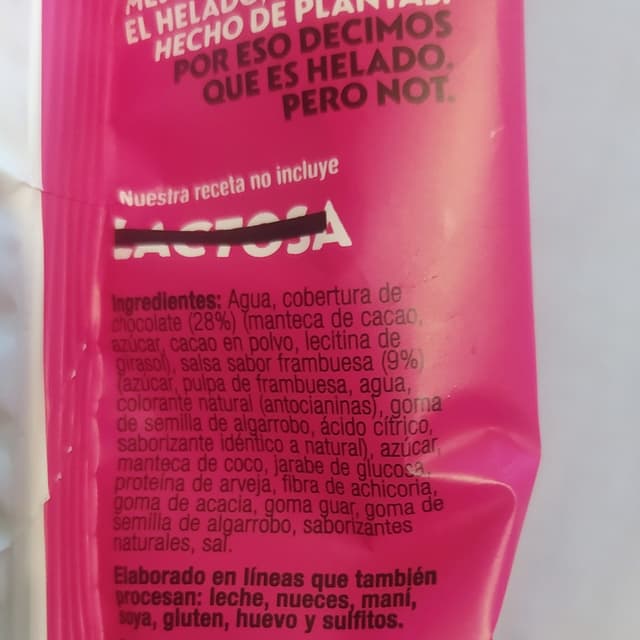 EL HELADO,
HECHO DE PLANTAS.
POR ESO DECIMOS
QUE ES HELADO.
PERO NOT.
Nuestra receta no incluye
LACTOSA
Ingredientes: Agua, cobertura de
chocolate (28%) (manteca de cacao,
azúcar, cacao en polvo, lecitina de
girasol), salsa sabor frambuesa (9%)
(azúcar, pulpa de frambuesa, agua,
colorante natural (antocianinas), goma
de semilla de algarrobo, ácido cítrico,
saborizante idéntico a natural), azúcar,
manteca de coco, jarabe de glucosa,
proteína de arveja, fibra de achicoria,
goma de acacia, goma guar, goma de
semilla de algarrobo, saborizantes
naturales, sal.
Elaborado en líneas que también
procesan: leche, nueces, maní,
soya, gluten, huevo y sulfitos.